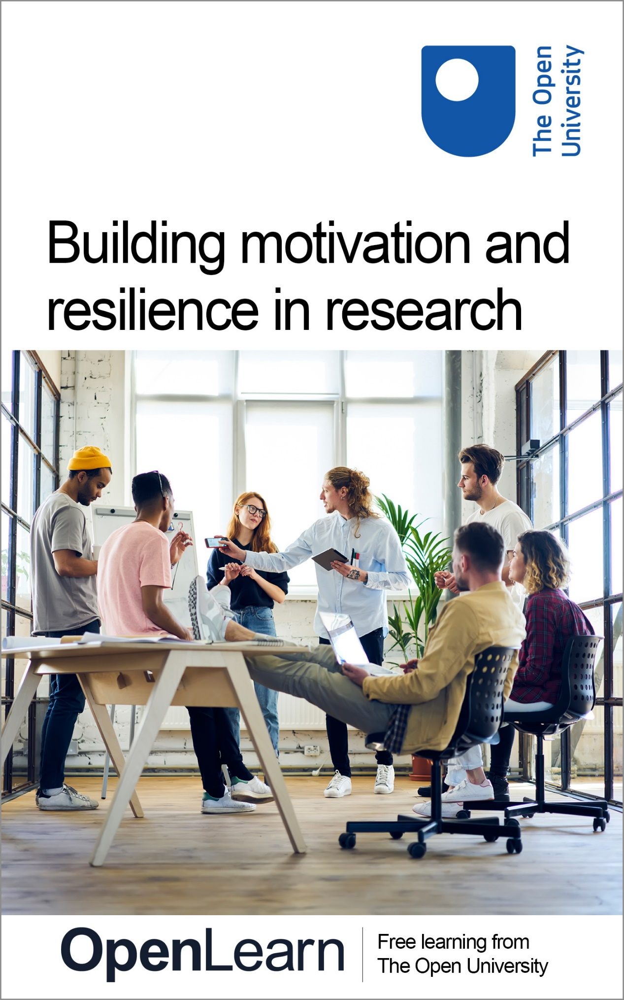 The Open
University
Building motivation and
resilience in research
OpenLearn
Free learning from
The Open University